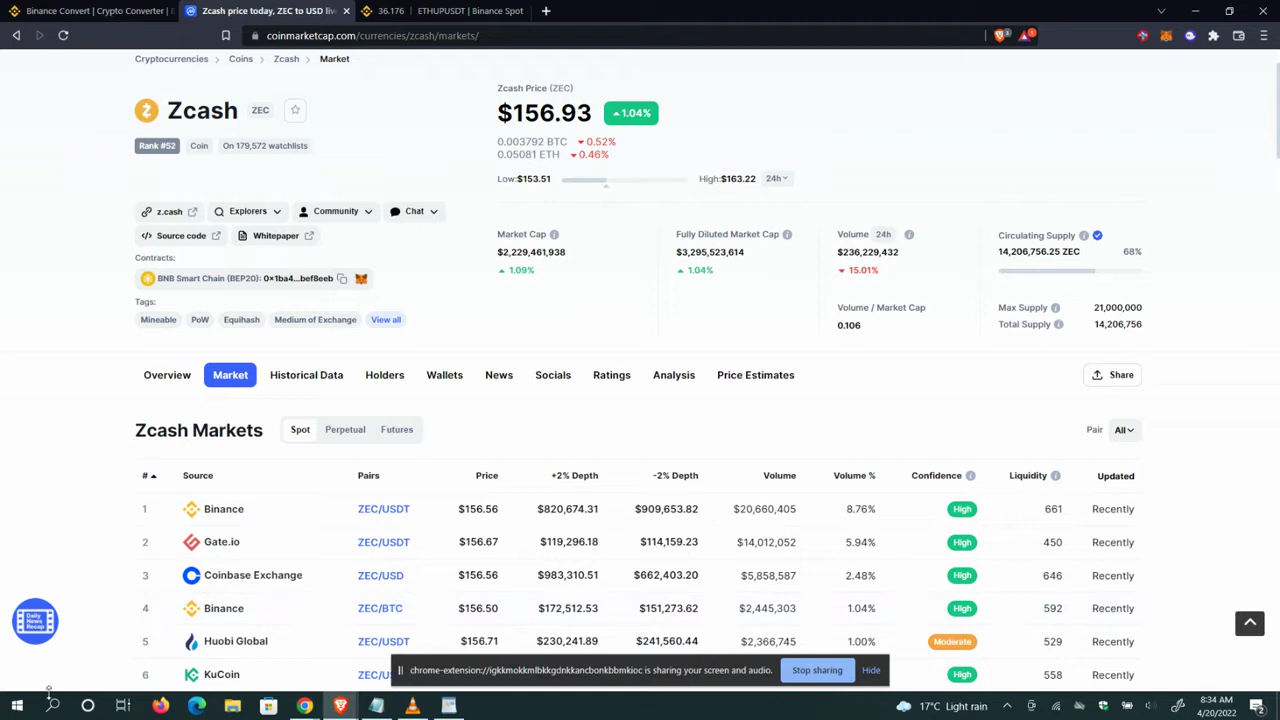 Binance Convert | Crypto Converter |
Zcash price today, ZEC to USD live
36.176 | ETHUPUSDT | Binance Spot
coinmarketcap.com/currencies/zcash/markets/
Cryptocurrencies > Coins > Zcash > Market
Zcash ZEC
Rank #52 Coin On 179,572 watchlists
Zcash Price (ZEC)
$156.93 1.04%
0.003792 BTC 0.52%
0.05081 ETH 0.46%
Low:$153.51 High:$163.22 24h
z.cash Explorers Community Chat
Source code Whitepaper
Contracts:
BNB Smart Chain (BEP20): 0x1ba4...bef8eeb
Tags:
Mineable PoW Equihash Medium of Exchange View all
Market Cap
$2,229,461,938
1.09%
Fully Diluted Market Cap
$3,295,523,614
1.04%
Volume 24h
$236,229,432
15.01%
Volume / Market Cap
0.106
Circulating Supply
14,206,756.25 ZEC 68%
Max Supply 21,000,000
Total Supply 14,206,756
Overview Market Historical Data Holders Wallets News Socials Ratings Analysis Price Estimates Share
Zcash Markets Spot Perpetual Futures Pair All
# Source Pairs Price +2% Depth -2% Depth Volume Volume % Confidence Liquidity Updated
1 Binance ZEC/USDT $156.56 $820,674.31 $909,653.82 $20,660,405 8.76% High 661 Recently
2 Gate.io ZEC/USDT $156.67 $119,296.18 $114,159.23 $14,012,052 5.94% High 450 Recently
3 Coinbase Exchange ZEC/USD $156.56 $983,310.51 $662,403.20 $5,858,587 2.48% High 646 Recently
4 Binance ZEC/BTC $156.50 $172,512.53 $151,273.62 $2,445,303 1.04% High 592 Recently
5 Huobi Global ZEC/USDT $156.71 $230,241.89 $241,560.44 $2,366,745 1.00% Moderate 529 Recently
6 KuCoin ZEC/U High 558 Recently
Daily News Recap
chrome-extension://igkkmokkmlbkkgdnkkancbonkbbmkioc is sharing your screen and audio. Stop sharing Hide
17°C Light rain
8:34 AM
4/20/2022